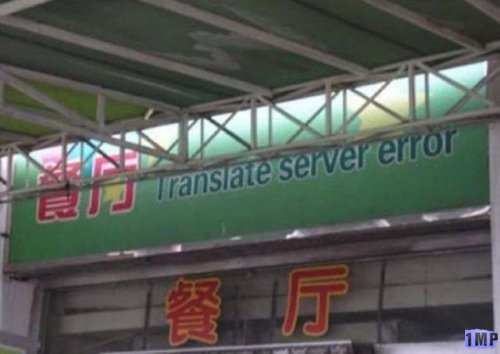 餐厅 Translate server error
餐厅
1MP